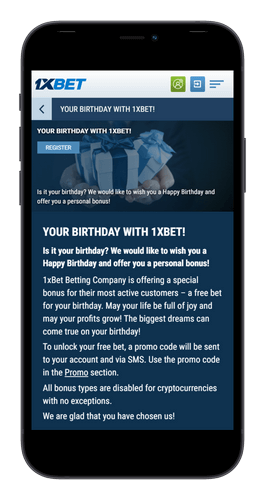 1XBET
YOUR BIRTHDAY WITH 1XBET!
YOUR BIRTHDAY WITH 1XBET!
REGISTER
Is it your birthday? We would like to wish you a Happy Birthday and
offer you a personal bonus!
YOUR BIRTHDAY WITH 1XBET!
Is it your birthday? We would like to wish you a
Happy Birthday and offer you a personal bonus!
1xBet Betting Company is offering a special
bonus for their most active customers – a free bet
for your birthday. May your life be full of joy and
may your profits grow! The biggest dreams can
come true on your birthday!
To unlock your free bet, a promo code will be sent
to your account and via SMS. Use the promo code
in the Promo section.
All bonus types are disabled for cryptocurrencies
with no exceptions.
We are glad that you have chosen us!